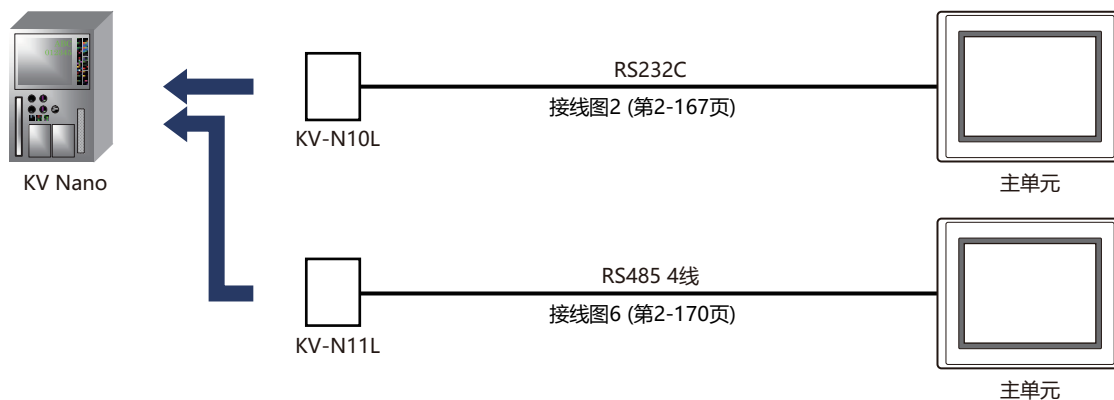 RS232C
接线图2 (第2-167页)
KV-N10L
KV Nano
主单元
RS485 4线
接线图6 (第2-170页)
KV-N11L
主单元